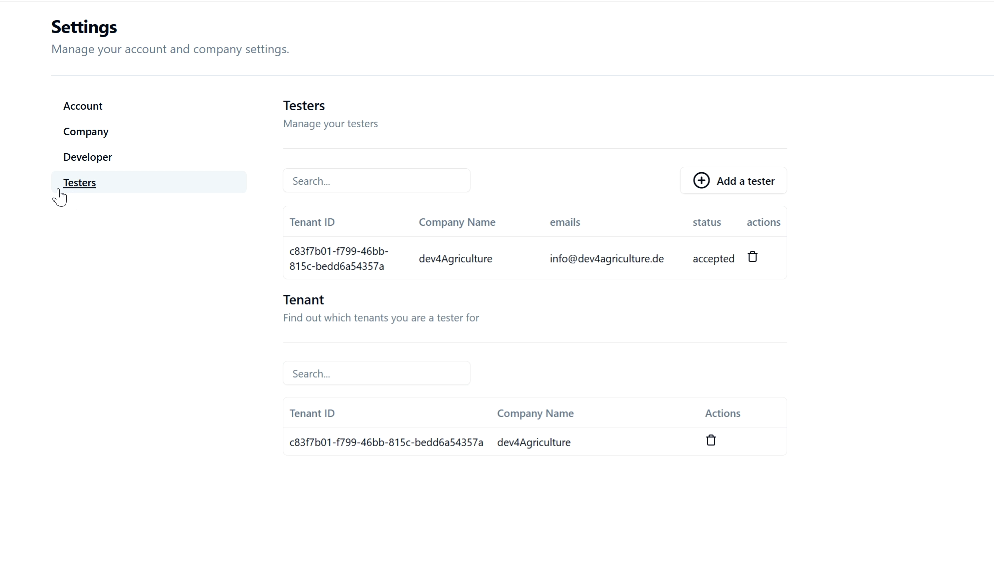 Settings
Manage your account and company settings.
Account
Company
Developer
Testers
Testers
Manage your testers
Search...
Add a tester
Tenant ID Company Name emails status actions
c83f7b01-f799-46bb-
815c-bedd6a54357a dev4Agriculture info@dev4agriculture.de accepted
Tenant
Find out which tenants you are a tester for
Search...
Tenant ID Company Name Actions
c83f7b01-f799-46bb-815c-bedd6a54357a dev4Agriculture